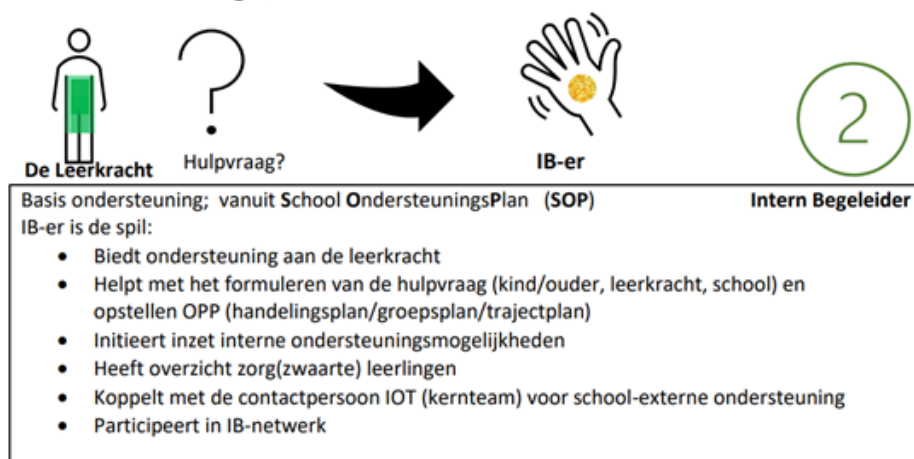 2
De Leerkracht
Hulpvraag?
IB-er
Basis ondersteuning; vanuit School OndersteuningsPlan (SOP)
Intern Begeleider
IB-er is de spil:
• Biedt ondersteuning aan de leerkracht
• Helpt met het formuleren van de hulpvraag (kind/ouder, leerkracht, school) en
opstellen OPP (handelingsplan/groepsplan/trajectplan)
• Initieert inzet interne ondersteuningsmogelijkheden
• Heeft overzicht zorg(zwaarte) leerlingen
• Koppelt met de contactpersoon IOT (kernteam) voor school-externe ondersteuning
• Participeert in IB-netwerk